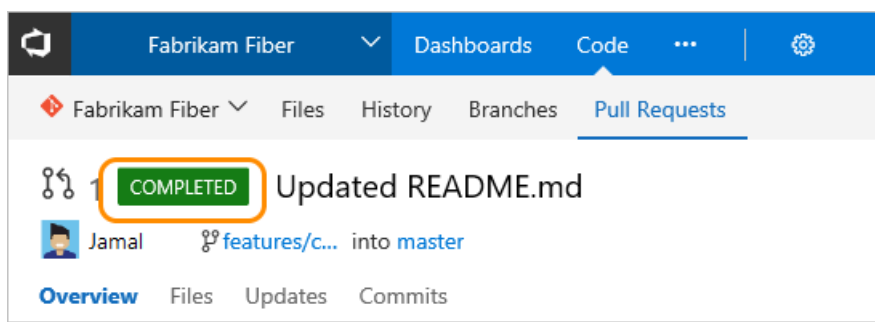 Fabrikam Fiber Dashboards Code ...
Fabrikam Fiber Files History Branches Pull Requests
1 COMPLETED Updated README.md
Jamal features/c... into master
Overview Files Updates Commits